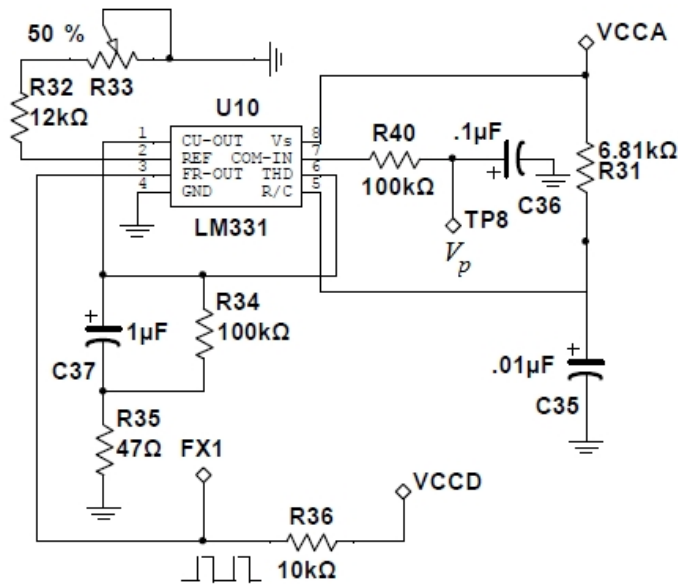 VCCA
50 %
R32
R33
12kΩ
U10
1
2
3
4
CU-OUT
REF
FR-OUT
GND
Vs
COM-IN
THD
R/C
8
7
6
5
LM331
R40
100kΩ
.1µF
+
C36
6.81kΩ
R31
TP8
Vp
R34
100kΩ
+
1µF
C37
+
.01µF
C35
R35
47Ω
FX1
VCCD
R36
10kΩ